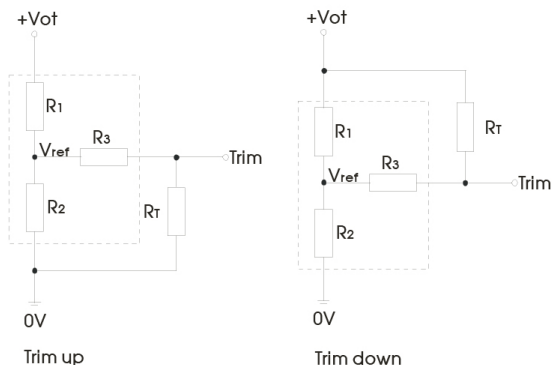 +Vot
R1
Vref
R3
Trim
R2
RT
0V
Trim up
+Vot
R1
RT
Vref
R3
Trim
R2
0V
Trim down